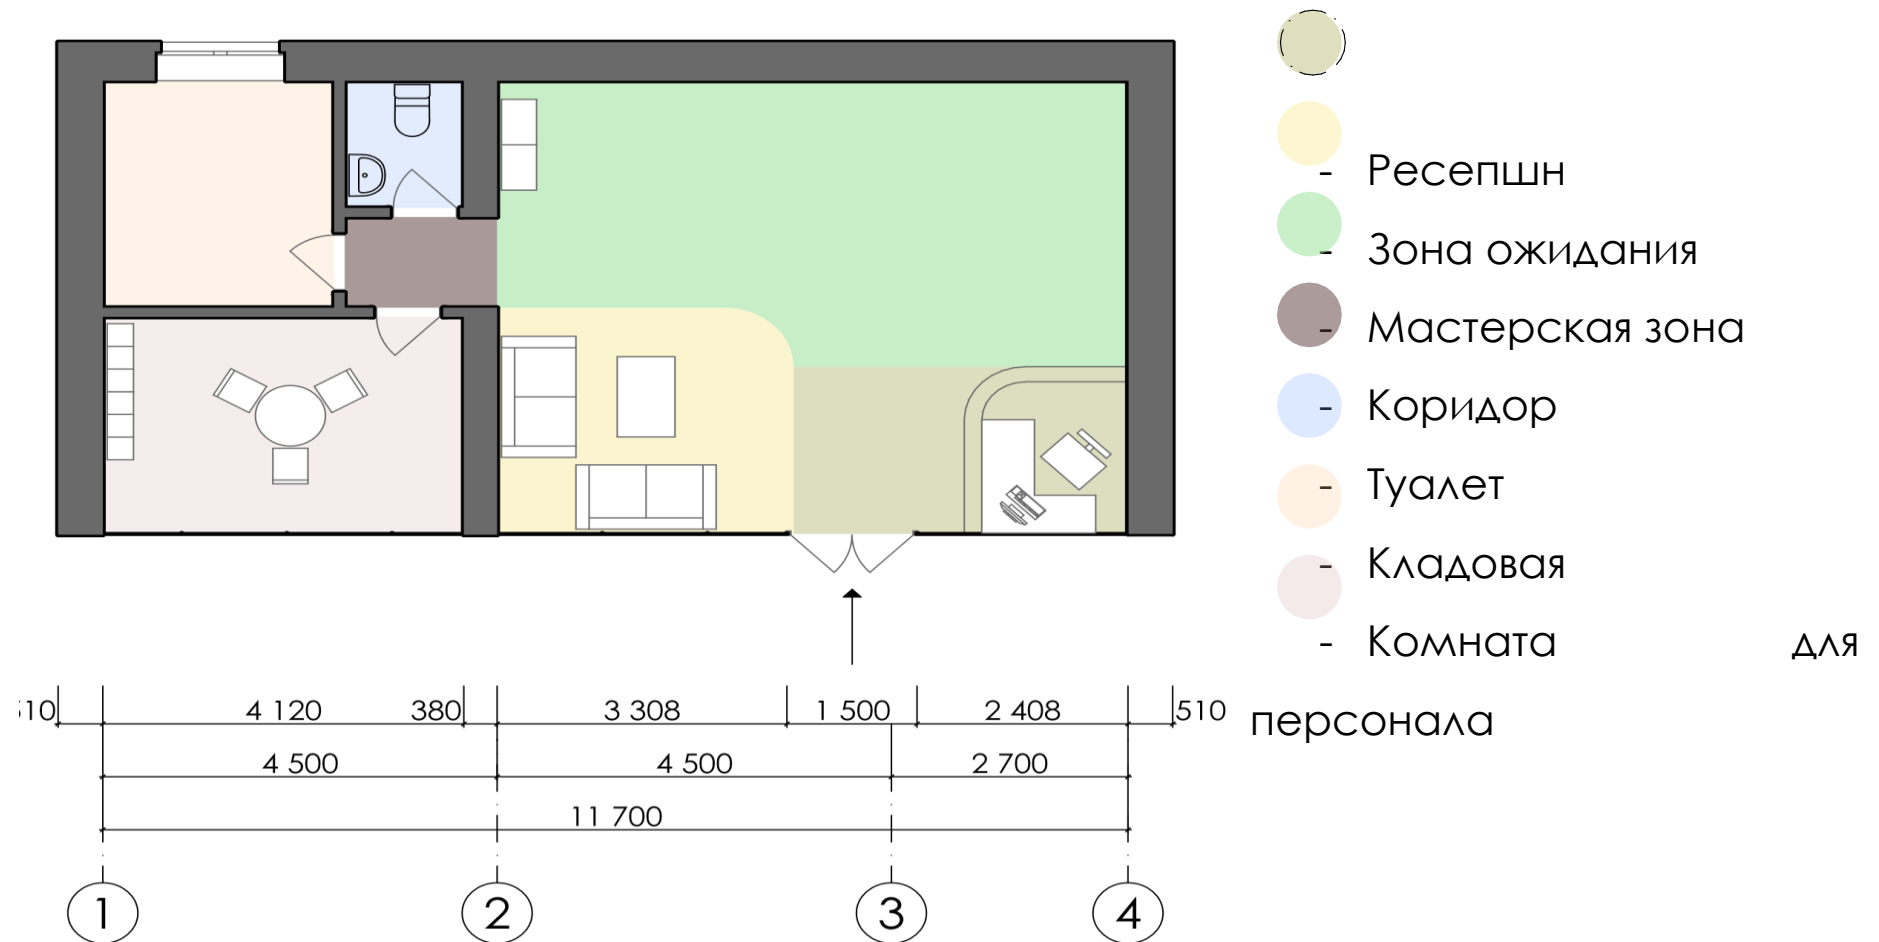 - Ресепшн
- Зона ожидания
- Мастерская зона
- Коридор
- Туалет
- Кладовая
- Комната для
персонала
4 120 380 3 308 1 500 2 408 510
4 500 4 500 2 700
11 700
1 2 3 4